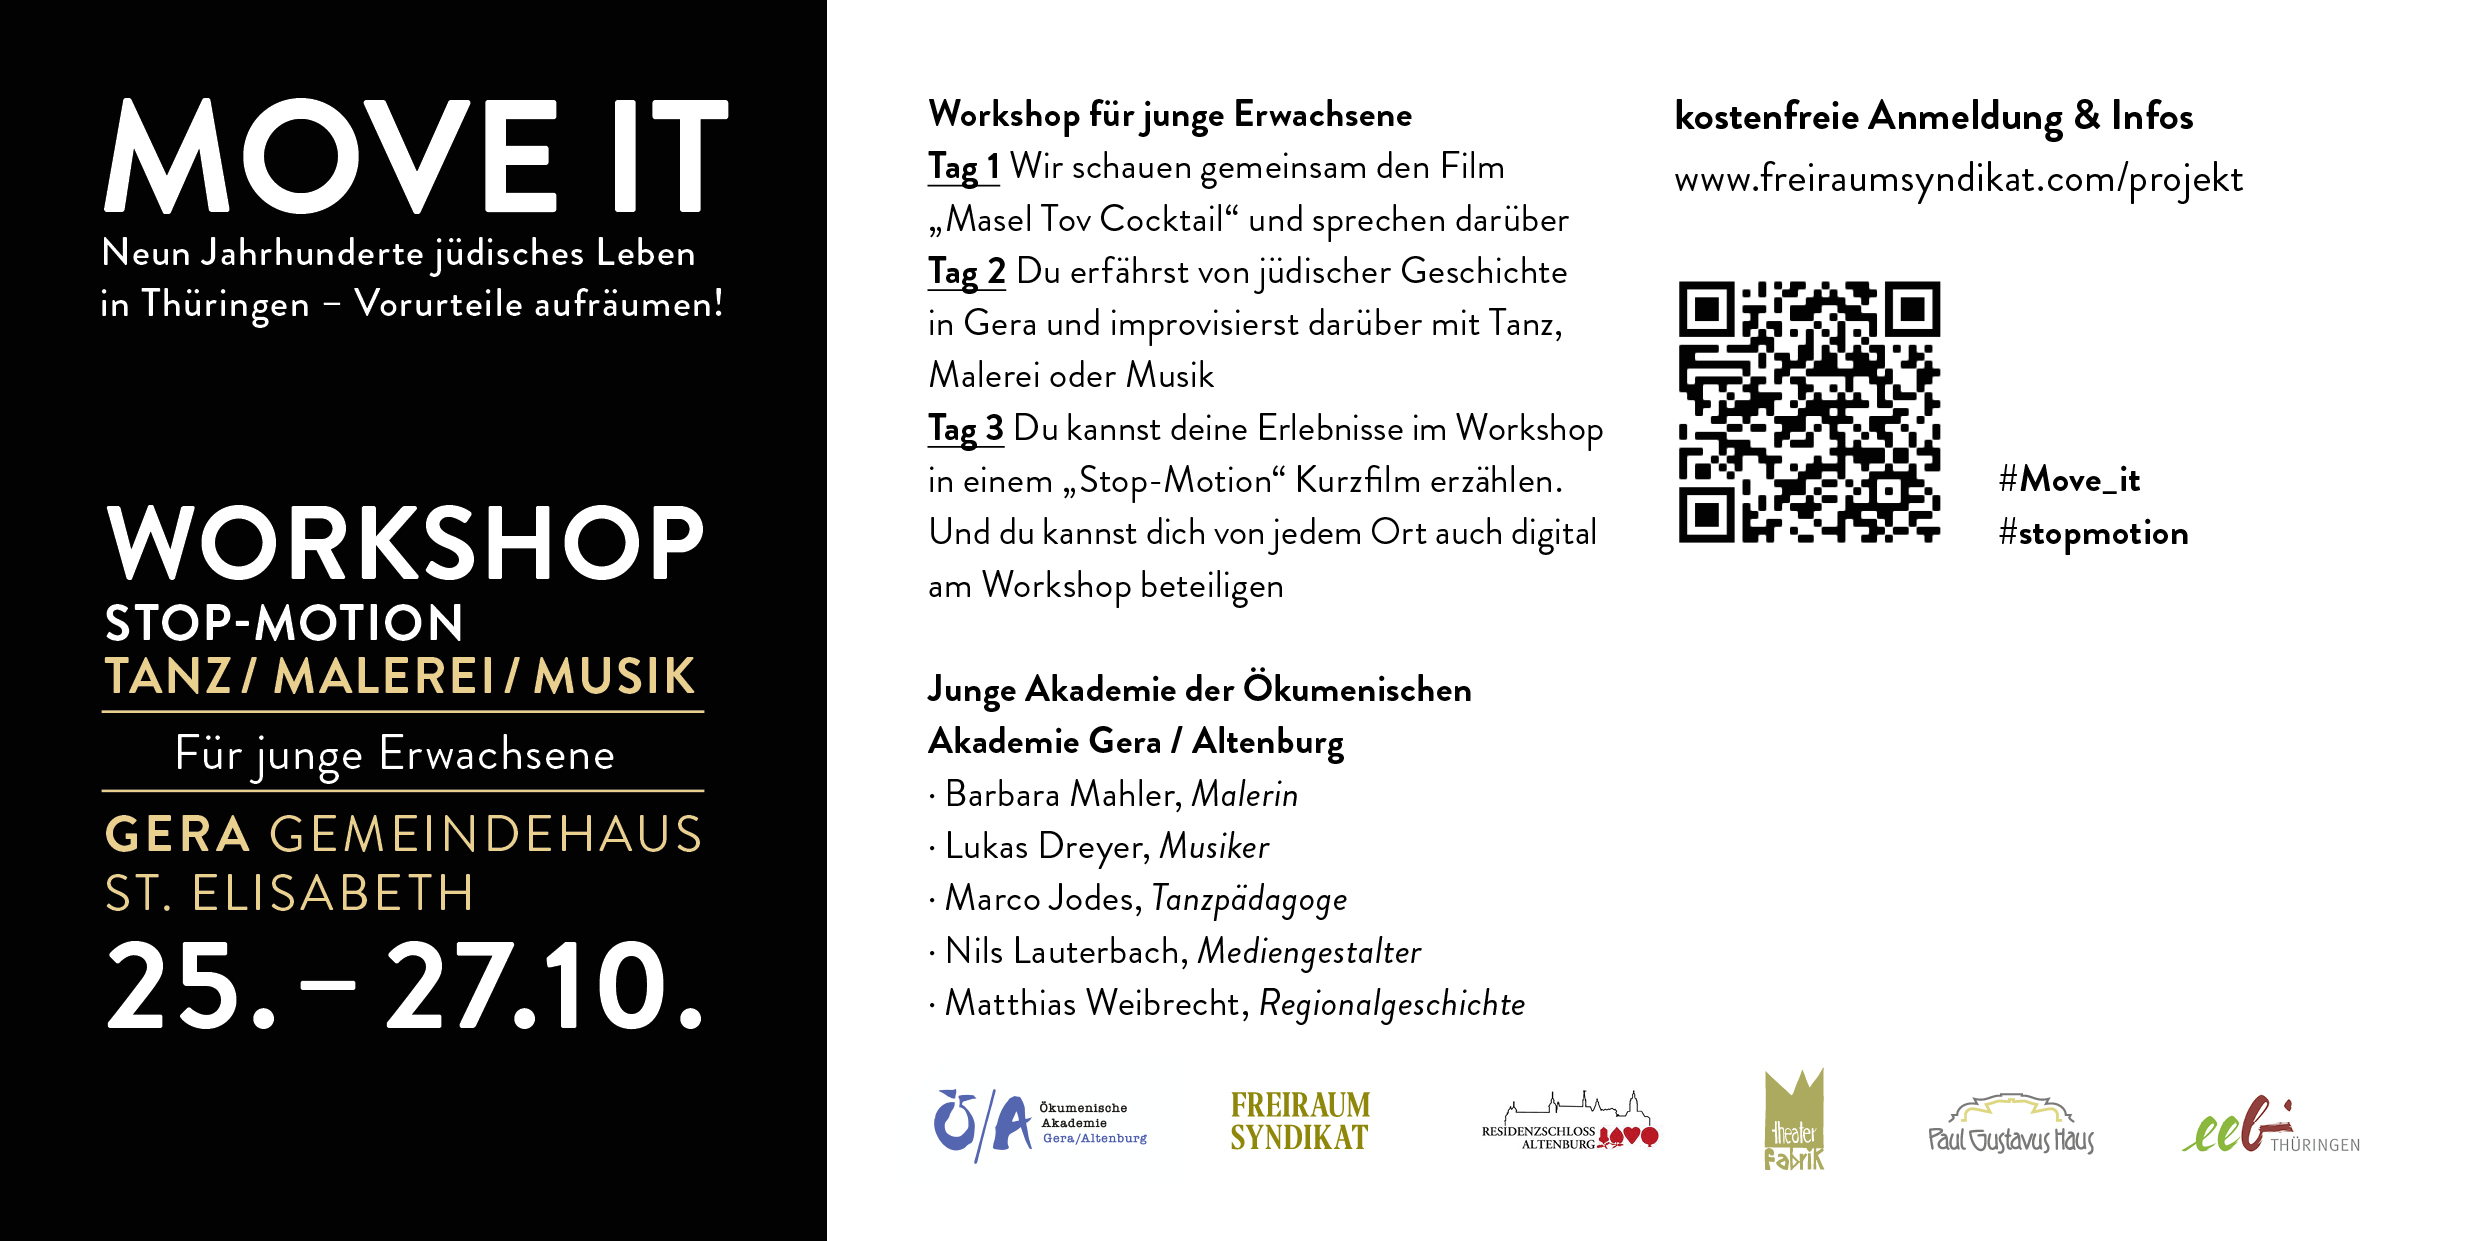 MOVE IT
Neun Jahrhunderte jüdisches Leben
in Thüringen – Vorurteile aufräumen!
WORKSHOP
STOP-MOTION
TANZ / MALEREI / MUSIK
Für junge Erwachsene
GERA GEMEINDEHAUS
ST. ELISABETH
25. – 27.10.
Workshop für junge Erwachsene
Tag 1 Wir schauen gemeinsam den Film
„Masel Tov Cocktail“ und sprechen darüber
Tag 2 Du erfährst von jüdischer Geschichte
in Gera und improvisierst darüber mit Tanz,
Malerei oder Musik
Tag 3 Du kannst deine Erlebnisse im Workshop
in einem „Stop-Motion“ Kurzfilm erzählen.
Und du kannst dich von jedem Ort auch digital
am Workshop beteiligen
Junge Akademie der Ökumenischen
Akademie Gera / Altenburg
· Barbara Mahler, Malerin
· Lukas Dreyer, Musiker
· Marco Jodes, Tanzpädagoge
· Nils Lauterbach, Mediengestalter
· Matthias Weibrecht, Regionalgeschichte
kostenfreie Anmeldung & Infos
www.freiraumsyndikat.com/projekt
#Move_it
#stopmotion
Ö/A
Ökumenische
Akademie
Gera/Altenburg
FREIRAUM
SYNDIKAT
RESIDENZSCHLOSS
ALTENBURG
theater
fabrik
Paul Gustavus Haus
eeb THÜRINGEN